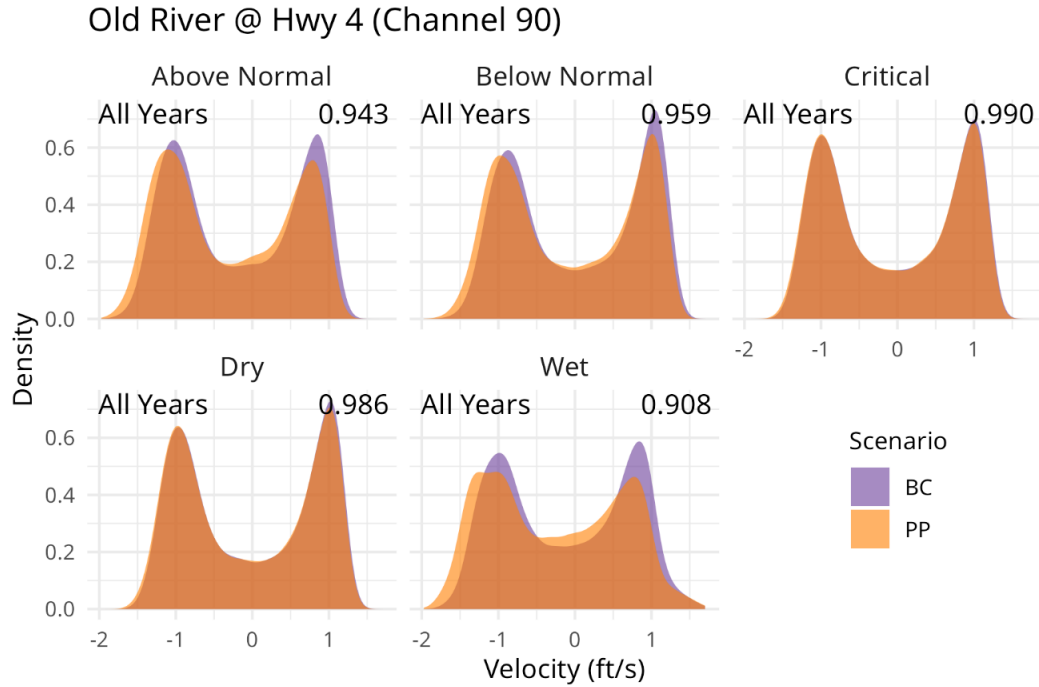 Old River @ Hwy 4 (Channel 90)
Above Normal
Below Normal
Critical
All Years 0.943
All Years 0.959
All Years 0.990
0.6
0.4
0.2
0.0
-2 -1 0 1
Density
Dry
Wet
All Years 0.986
All Years 0.908
0.6
0.4
0.2
0.0
-2 -1 0 1
-2 -1 0 1
Velocity (ft/s)
Scenario
BC
PP